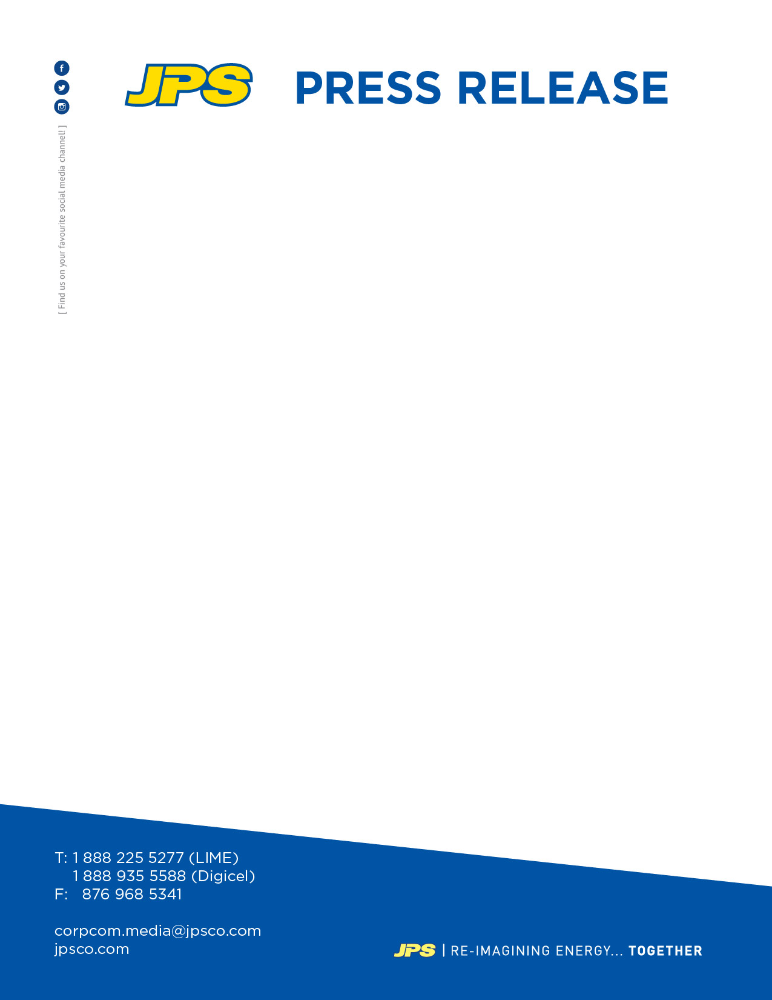 JPS PRESS RELEASE
[ Find us on your favourite social media channel! ]
T: 1 888 225 5277 (LIME)
1 888 935 5588 (Digicel)
F: 876 968 5341
corpcom.media@jpsco.com
jpsco.com
JPS | RE-IMAGINING ENERGY... TOGETHER